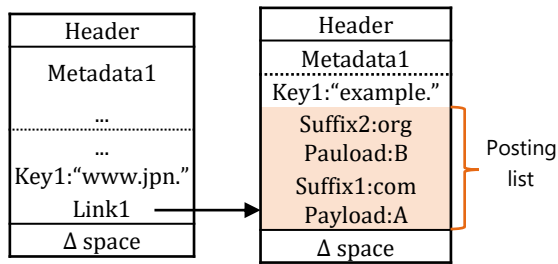 Header
Metadata1
...
...
Key1:“www.jpn.”
Link1
Δ space
Header
Metadata1
Key1:“example.”
Suffix2:org
Pauload:B
Suffix1:com
Payload:A
Δ space
Posting
list